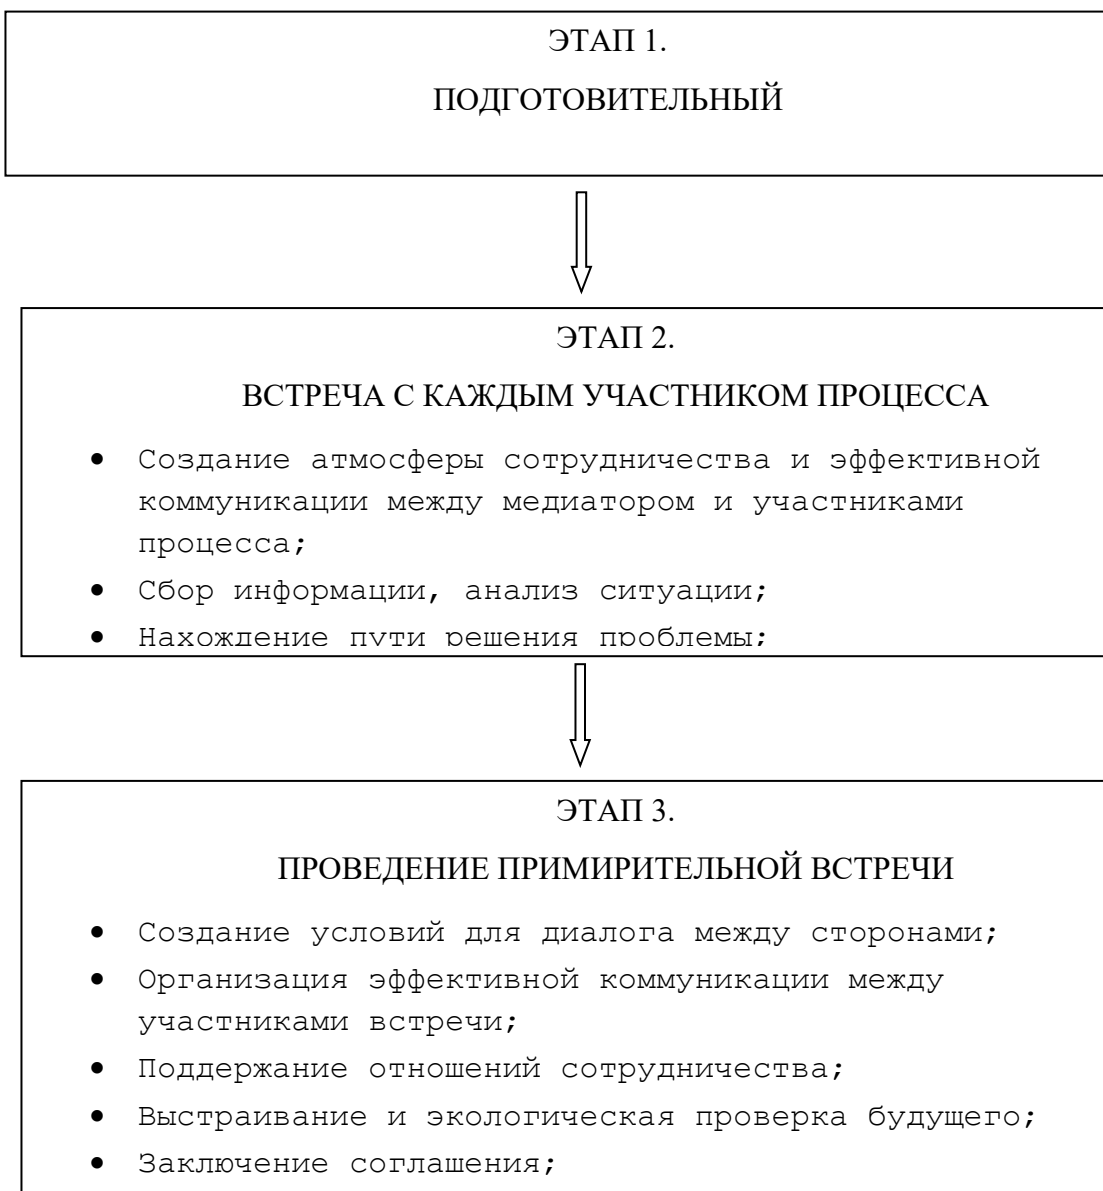 ЭТАП 1.
ПОДГОТОВИТЕЛЬНЫЙ
ЭТАП 2.
ВСТРЕЧА С КАЖДЫМ УЧАСТНИКОМ ПРОЦЕССА
• Создание атмосферы сотрудничества и эффективной
коммуникации между медиатором и участниками
процесса;
• Сбор информации, анализ ситуации;
• Нахождение пути решения проблемы;
ЭТАП 3.
ПРОВЕДЕНИЕ ПРИМИРИТЕЛЬНОЙ ВСТРЕЧИ
• Создание условий для диалога между сторонами;
• Организация эффективной коммуникации между
участниками встречи;
• Поддержание отношений сотрудничества;
• Выстраивание и экологическая проверка будущего;
• Заключение соглашения;